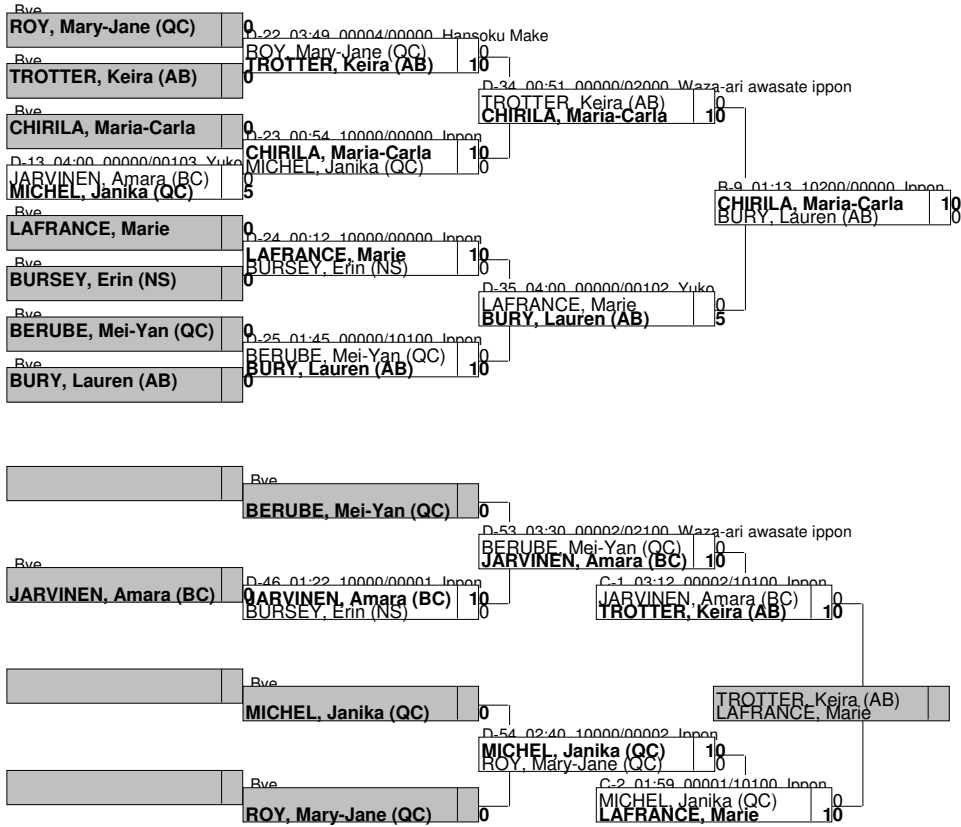 Bye
ROY, Mary-Jane (QC) 0
Bye
TROTTER, Keira (AB) 0
Bye
CHIRILA, Maria-Carla 0
D-13 04:00 00000/00103 Yuko
JARVINEN, Amara (BC) 0
MICHEL, Janika (QC) 5
Bye
LAFRANCE, Marie 0
Bye
BURSEY, Erin (NS) 0
Bye
BERUBE, Mei-Yan (QC) 0
Bye
BURY, Lauren (AB) 0
D-22 03:49 00004/00000 Hansoku Make
ROY, Mary-Jane (QC) 0
TROTTER, Keira (AB) 10
D-23 00:54 10000/00000 Ippon
CHIRILA, Maria-Carla 10
MICHEL, Janika (QC) 0
D-24 00:12 10000/00000 Ippon
LAFRANCE, Marie 10
BURSEY, Erin (NS) 0
D-25 01:45 00000/10100 Ippon
BERUBE, Mei-Yan (QC) 0
BURY, Lauren (AB) 10
D-34 00:51 00000/02000 Waza-ari awasate ippon
TROTTER, Keira (AB) 0
CHIRILA, Maria-Carla 10
D-35 04:00 00000/00102 Yuko
LAFRANCE, Marie 0
BURY, Lauren (AB) 5
B-9 01:13 10200/00000 Ippon
CHIRILA, Maria-Carla 10
BURY, Lauren (AB) 0
Bye
BERUBE, Mei-Yan (QC) 0
Bye
JARVINEN, Amara (BC) 0
D-46 01:22 10000/00001 Ippon
JARVINEN, Amara (BC) 10
BURSEY, Erin (NS) 0
Bye
MICHEL, Janika (QC) 0
Bye
ROY, Mary-Jane (QC) 0
D-53 03:30 00002/02100 Waza-ari awasate ippon
BERUBE, Mei-Yan (QC) 0
JARVINEN, Amara (BC) 10
D-54 02:40 10000/00002 Ippon
MICHEL, Janika (QC) 10
ROY, Mary-Jane (QC) 0
C-1 03:12 00002/10100 Ippon
JARVINEN, Amara (BC) 0
TROTTER, Keira (AB) 10
C-2 01:59 00001/10100 Ippon
MICHEL, Janika (QC) 0
LAFRANCE, Marie 10
TROTTER, Keira (AB)
LAFRANCE, Marie